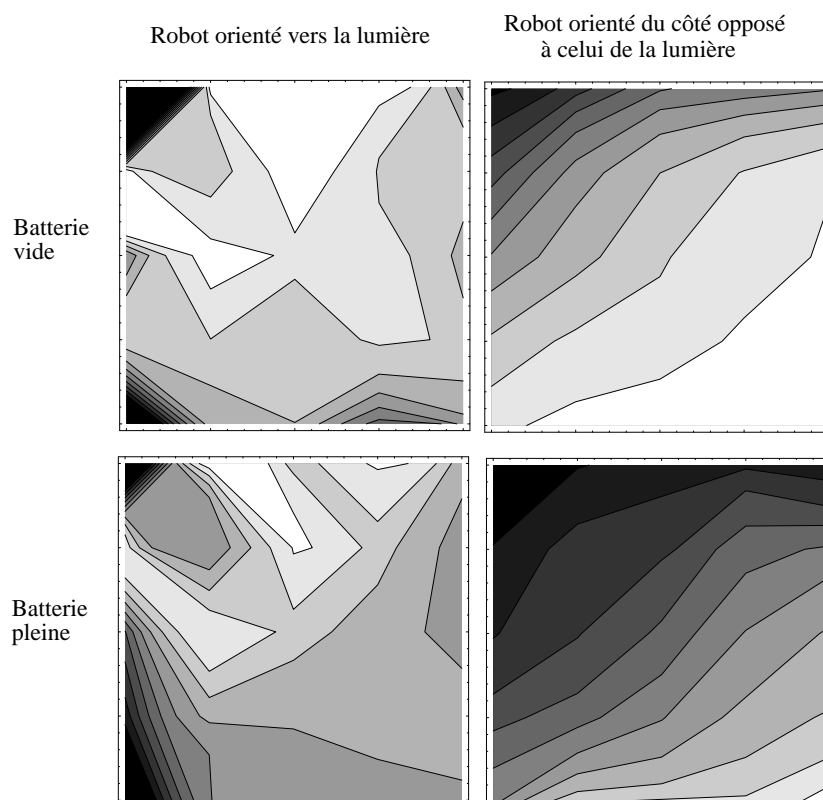 Robot orienté vers la lumière
Robot orienté du côté opposé
à celui de la lumière
Batterie
vide
Batterie
pleine